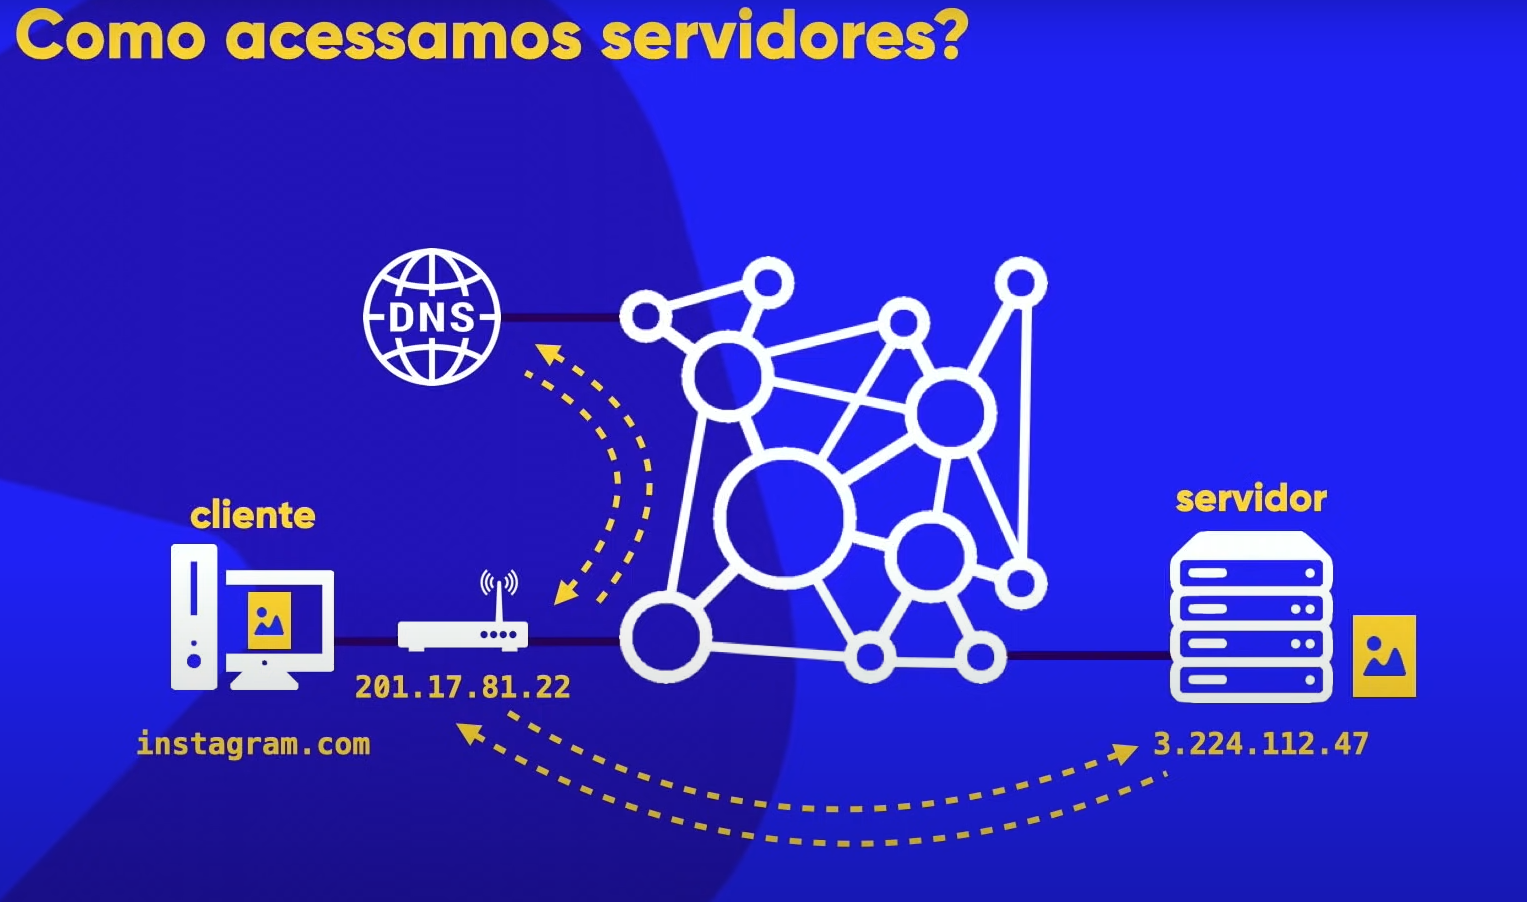 Como acessamos servidores?
DNS
cliente
servidor
201.17.81.22
instagram.com
3.224.112.47